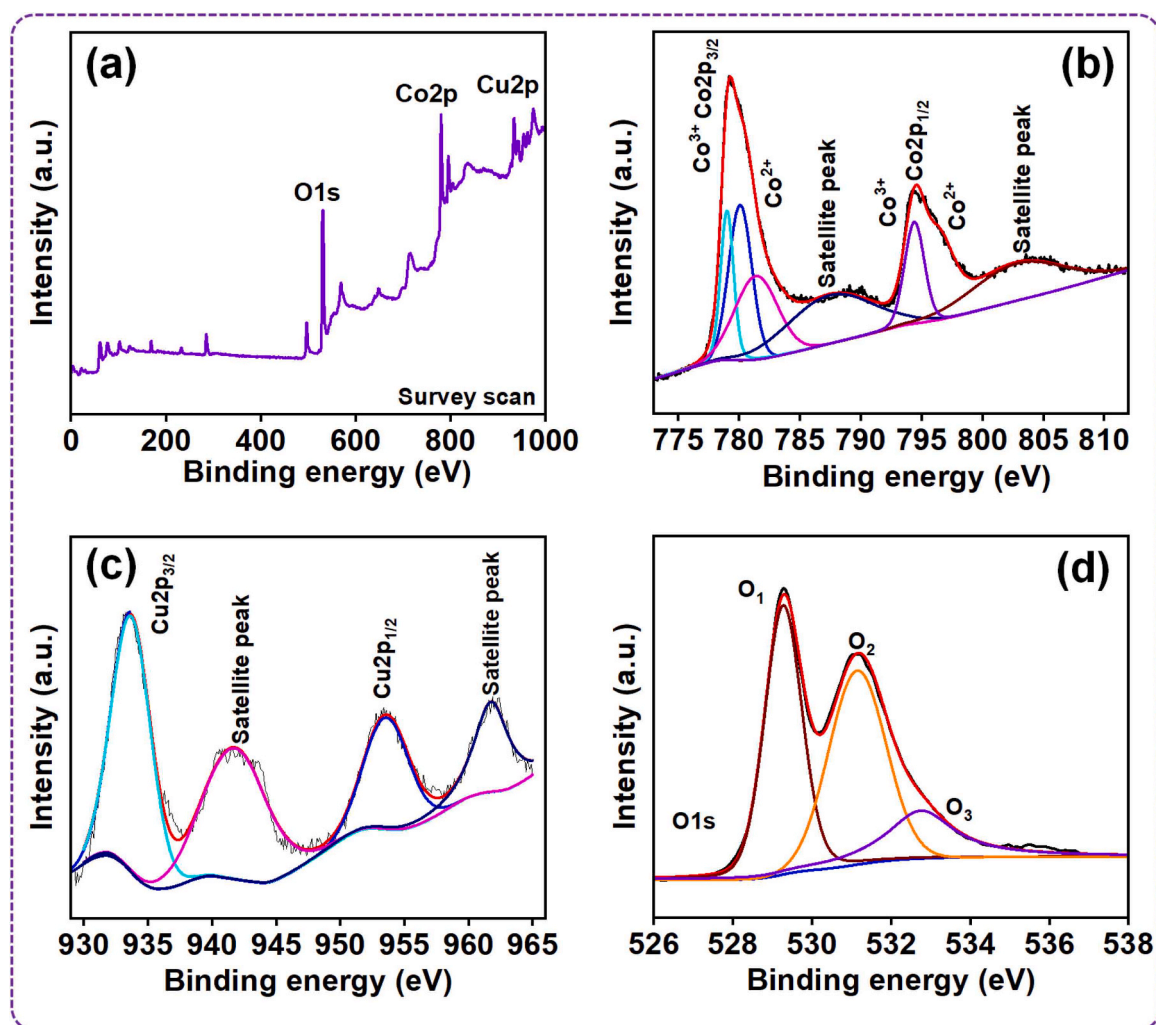 (a)
Co2p
Cu2p
O1s
Survey scan
Intensity (a.u.)
0 200 400 600 800 1000
Binding energy (eV)
(b)
Co³⁺ Co2p₃/₂
Co²⁺
Satellite peak
Co³⁺
Co2p₁/₂
Co²⁺
Satellite peak
Intensity (a.u.)
775 780 785 790 795 800 805 810
Binding energy (eV)
(c)
Cu2p₃/₂
Satellite peak
Cu2p₁/₂
Satellite peak
Intensity (a.u.)
930 935 940 945 950 955 960 965
Binding energy (eV)
(d)
O₁
O₂
O₃
O1s
Intensity (a.u.)
526 528 530 532 534 536 538
Binding energy (eV)